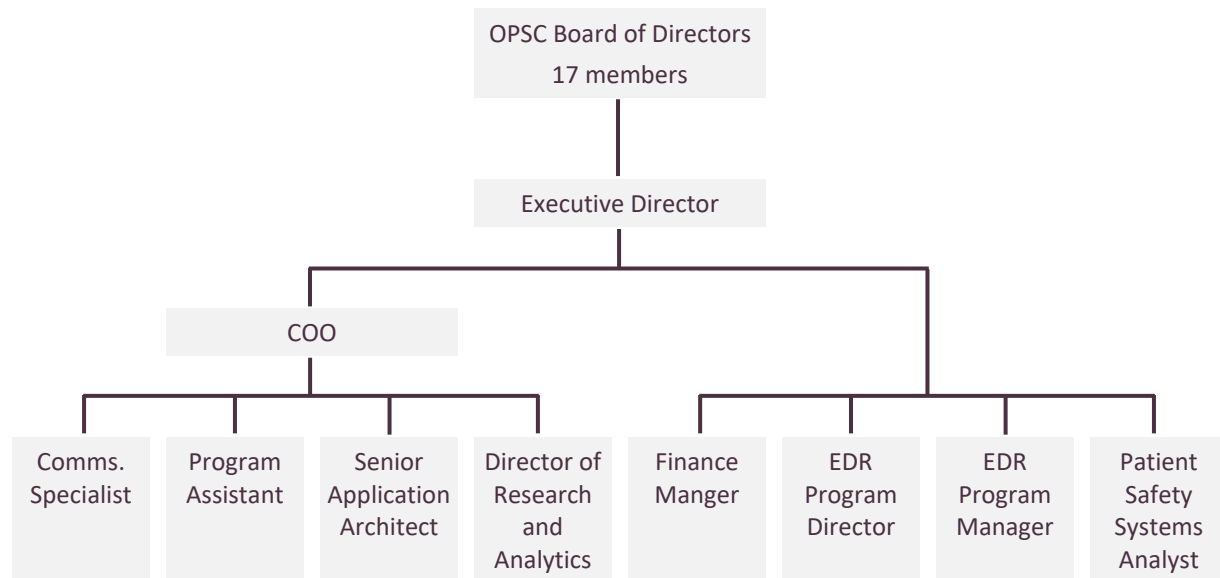 OPSC Board of Directors
17 members
Executive Director
COO
Comms.
Specialist
Program
Assistant
Senior
Application
Architect
Director of
Research
and
Analytics
Finance
Manger
EDR
Program
Director
EDR
Program
Manager
Patient
Safety
Systems
Analyst